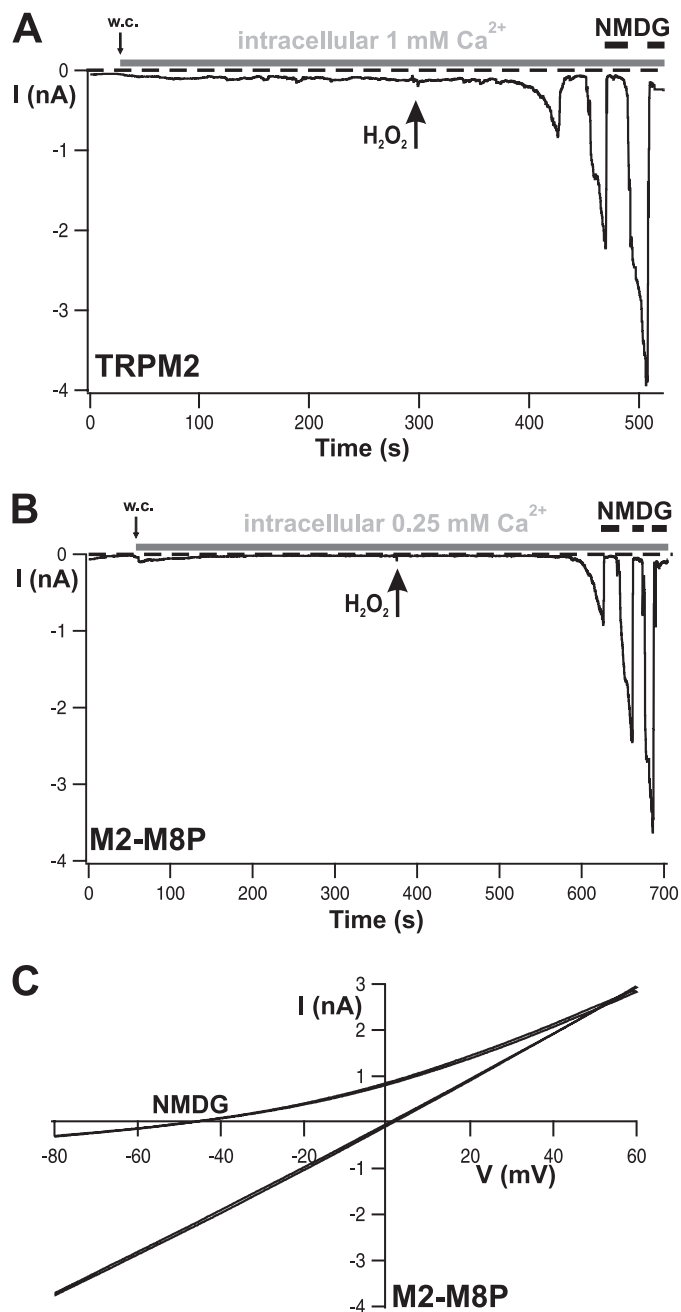 A
w.c.
NMDG
intracellular 1 mM Ca²⁺
0
I (nA)
H₂O₂
-1
-2
-3
TRPM2
-4
0 100 200 300 400 500
Time (s)
B
w.c.
NMDG
intracellular 0.25 mM Ca²⁺
0
I (nA)
H₂O₂
-1
-2
-3
M2-M8P
-4
0 100 200 300 400 500 600 700
Time (s)
C
I (nA)
3
2
1
NMDG
-80 -60 -40 -20 20 40 60
V (mV)
-1
-2
-3
M2-M8P
-4